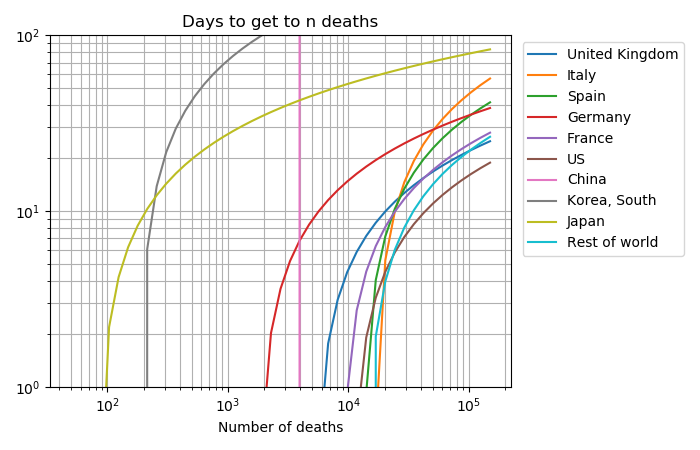 Days to get to n deaths
10²
10¹
10⁰
10²
10³
10⁴
10⁵
Number of deaths
United Kingdom
Italy
Spain
Germany
France
US
China
Korea, South
Japan
Rest of world